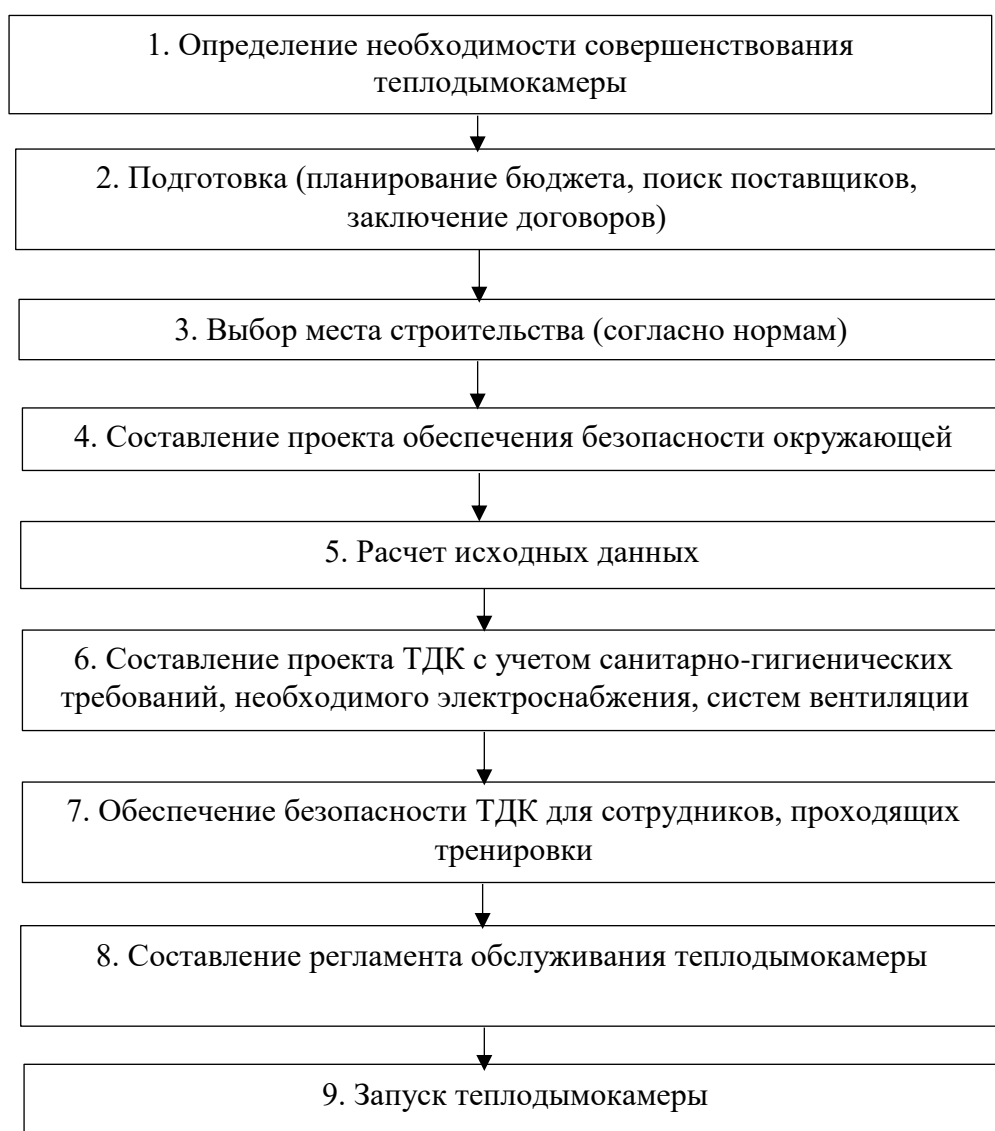 1. Определение необходимости совершенствования
теплодымокамеры
2. Подготовка (планирование бюджета, поиск поставщиков,
заключение договоров)
3. Выбор места строительства (согласно нормам)
4. Составление проекта обеспечения безопасности окружающей
5. Расчет исходных данных
6. Составление проекта ТДК с учетом санитарно-гигиенических
требований, необходимого электроснабжения, систем вентиляции
7. Обеспечение безопасности ТДК для сотрудников, проходящих
тренировки
8. Составление регламента обслуживания теплодымокамеры
9. Запуск теплодымокамеры